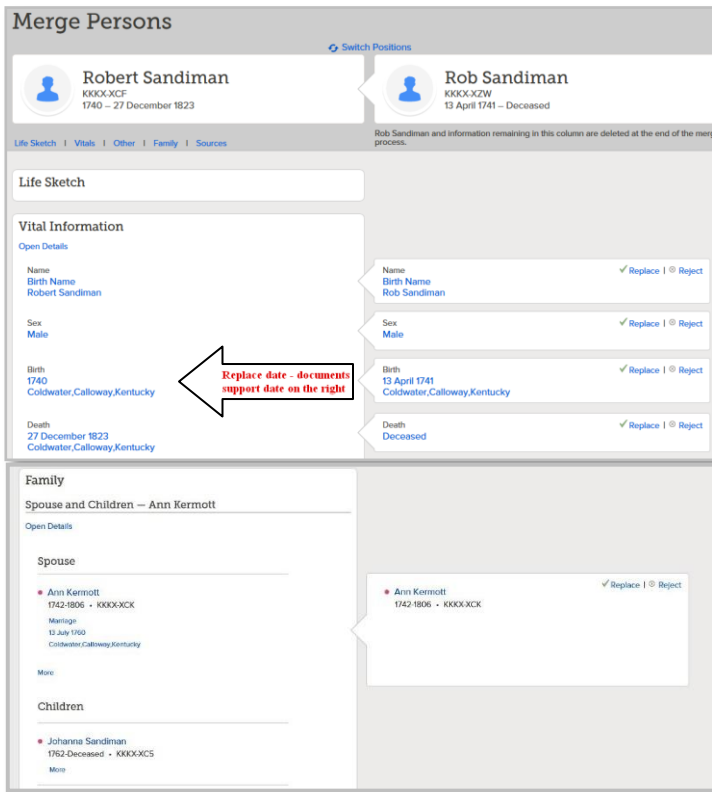 Merge Persons
Switch Positions
Robert Sandiman
KKKX-XCF
1740 – 27 December 1823
Rob Sandiman
KKKX-XZW
13 April 1741 – Deceased
Life Sketch | Vitals | Other | Family | Sources
Rob Sandiman and information remaining in this column are deleted at the end of the
process.
Life Sketch
Vital Information
Open Details
Name
Birth Name
Robert Sandiman
Name
Birth Name
Rob Sandiman
Replace | Reject
Sex
Male
Sex
Male
Replace | Reject
Birth
1740
Coldwater,Calloway,Kentucky
Replace date - documents
support date on the right
Birth
13 April 1741
Coldwater,Calloway,Kentucky
Replace | Reject
Death
27 December 1823
Coldwater,Calloway,Kentucky
Death
Deceased
Replace | Reject
Family
Spouse and Children — Ann Kermott
Open Details
Spouse
Ann Kermott
1742-1806 • KKKX-XCK
Marriage
13 July 1760
Coldwater,Calloway,Kentucky
More
Ann Kermott
1742-1806 • KKKX-XCK
Replace | Reject
Children
Johanna Sandiman
1762-Deceased • KKKX-XC5
More